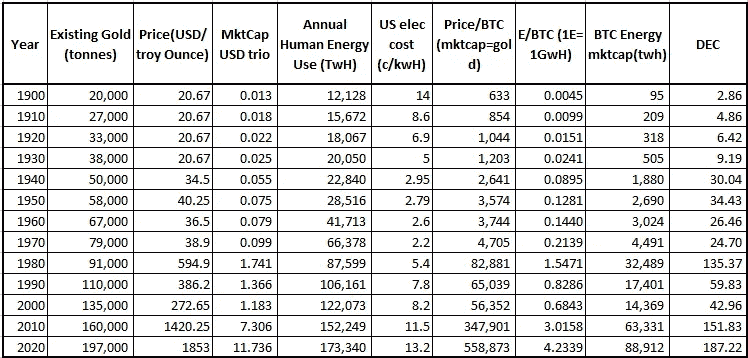 Year | Existing Gold (tonnes) | Price(USD/ troy Ounce) | MktCap USD trio | Annual Human Energy Use (TwH) | US elec cost (c/kwH) | Price/BTC (mktcap=gol d) | E/BTC (1E= 1GwH) | BTC Energy mktcap(twh) | DEC
1900 | 20,000 | 20.67 | 0.013 | 12,128 | 14 | 633 | 0.0045 | 95 | 2.86
1910 | 27,000 | 20.67 | 0.018 | 15,672 | 8.6 | 854 | 0.0099 | 209 | 4.86
1920 | 33,000 | 20.67 | 0.022 | 18,067 | 6.9 | 1,044 | 0.0151 | 318 | 6.42
1930 | 38,000 | 20.67 | 0.025 | 20,050 | 5 | 1,203 | 0.0241 | 505 | 9.19
1940 | 50,000 | 34.5 | 0.055 | 22,840 | 2.95 | 2,641 | 0.0895 | 1,880 | 30.04
1950 | 58,000 | 40.25 | 0.075 | 28,516 | 2.79 | 3,574 | 0.1281 | 2,690 | 34.43
1960 | 67,000 | 36.5 | 0.079 | 41,713 | 2.6 | 3,744 | 0.1440 | 3,024 | 26.46
1970 | 79,000 | 38.9 | 0.099 | 66,378 | 2.2 | 4,705 | 0.2139 | 4,491 | 24.70
1980 | 91,000 | 594.9 | 1.741 | 87,599 | 5.4 | 82,881 | 1.5471 | 32,489 | 135.37
1990 | 110,000 | 386.2 | 1.366 | 106,161 | 7.8 | 65,039 | 0.8286 | 17,401 | 59.83
2000 | 135,000 | 272.65 | 1.183 | 122,073 | 8.2 | 56,352 | 0.6843 | 14,369 | 42.96
2010 | 160,000 | 1420.25 | 7.306 | 152,249 | 11.5 | 347,901 | 3.0158 | 63,331 | 151.83
2020 | 197,000 | 1853 | 11.736 | 173,340 | 13.2 | 558,873 | 4.2339 | 88,912 | 187.22